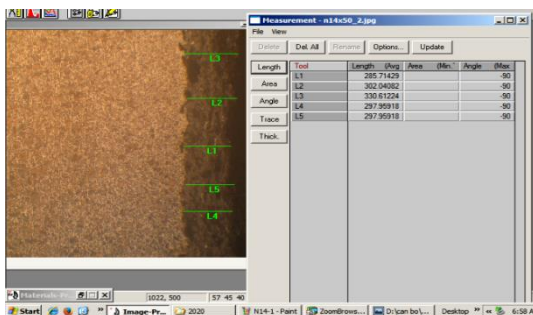 Measurement - n14x50_2.jpg
File View
Delete Del. All Rename Options... Update
Length
Area
Angle
Trace
Thick.
Tool Length (Avg Area (Min. Angle (Max
L1 285.71429 -90
L2 302.04082 -90
L3 330.61224 -90
L4 297.95918 -90
L5 297.95918 -90
L3
L2
L1
L5
L4
Materials-
1022, 500
57 45 40
Start Image-Pr... 2020 N14-1 - Paint ZoomBrows... D:\can bo\... Desktop 6:58 A